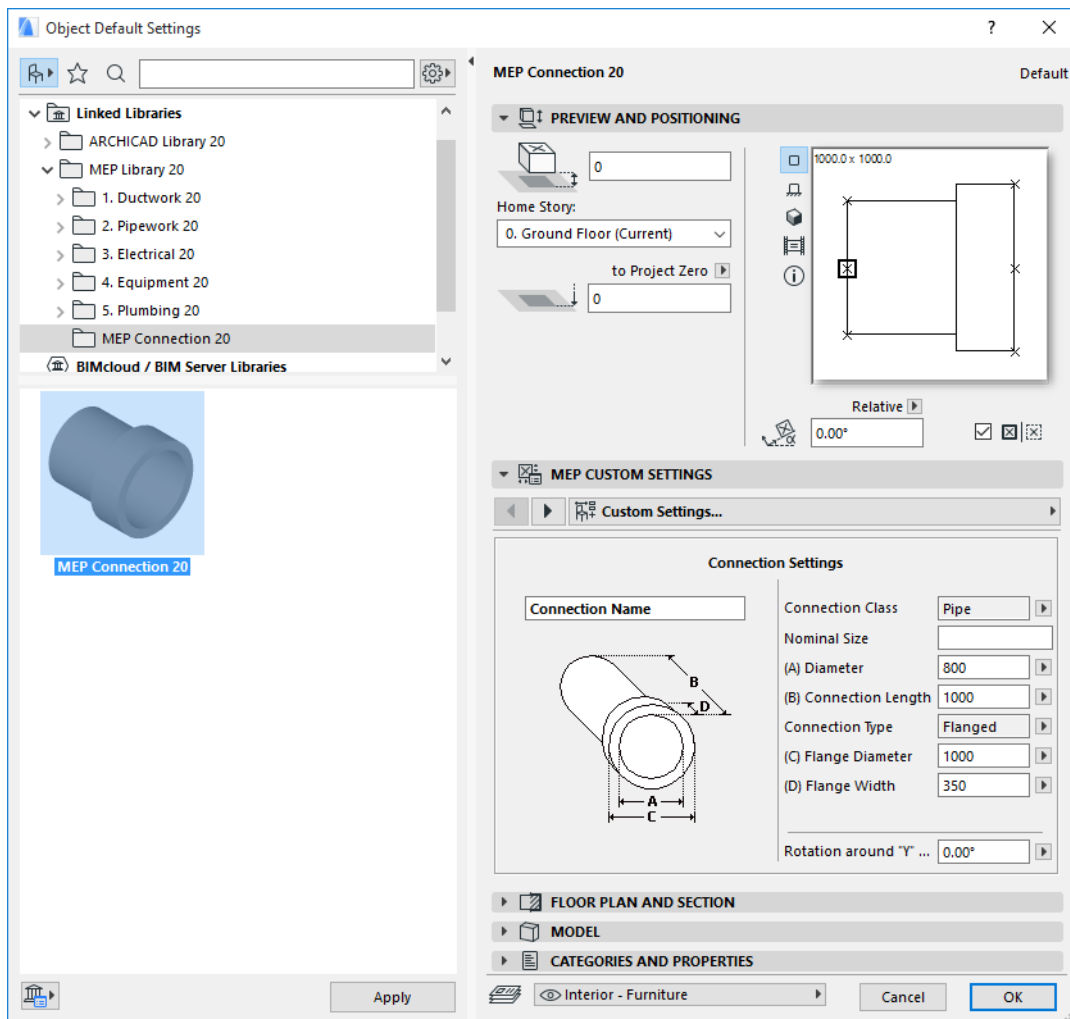 Object Default Settings
?
Linked Libraries
ARCHICAD Library 20
MEP Library 20
1. Ductwork 20
2. Pipework 20
3. Electrical 20
4. Equipment 20
5. Plumbing 20
MEP Connection 20
BIMcloud / BIM Server Libraries
MEP Connection 20
Apply
MEP Connection 20
Default
PREVIEW AND POSITIONING
0
Home Story:
0. Ground Floor (Current)
to Project Zero
0
1000.0 x 1000.0
Relative
α
0.00°
MEP CUSTOM SETTINGS
Custom Settings...
Connection Settings
Connection Name
B
D
A
C
Connection Class Pipe
Nominal Size
(A) Diameter 800
(B) Connection Length 1000
Connection Type Flanged
(C) Flange Diameter 1000
(D) Flange Width 350
Rotation around "Y" ... 0.00°
FLOOR PLAN AND SECTION
MODEL
CATEGORIES AND PROPERTIES
Interior - Furniture
Cancel
OK